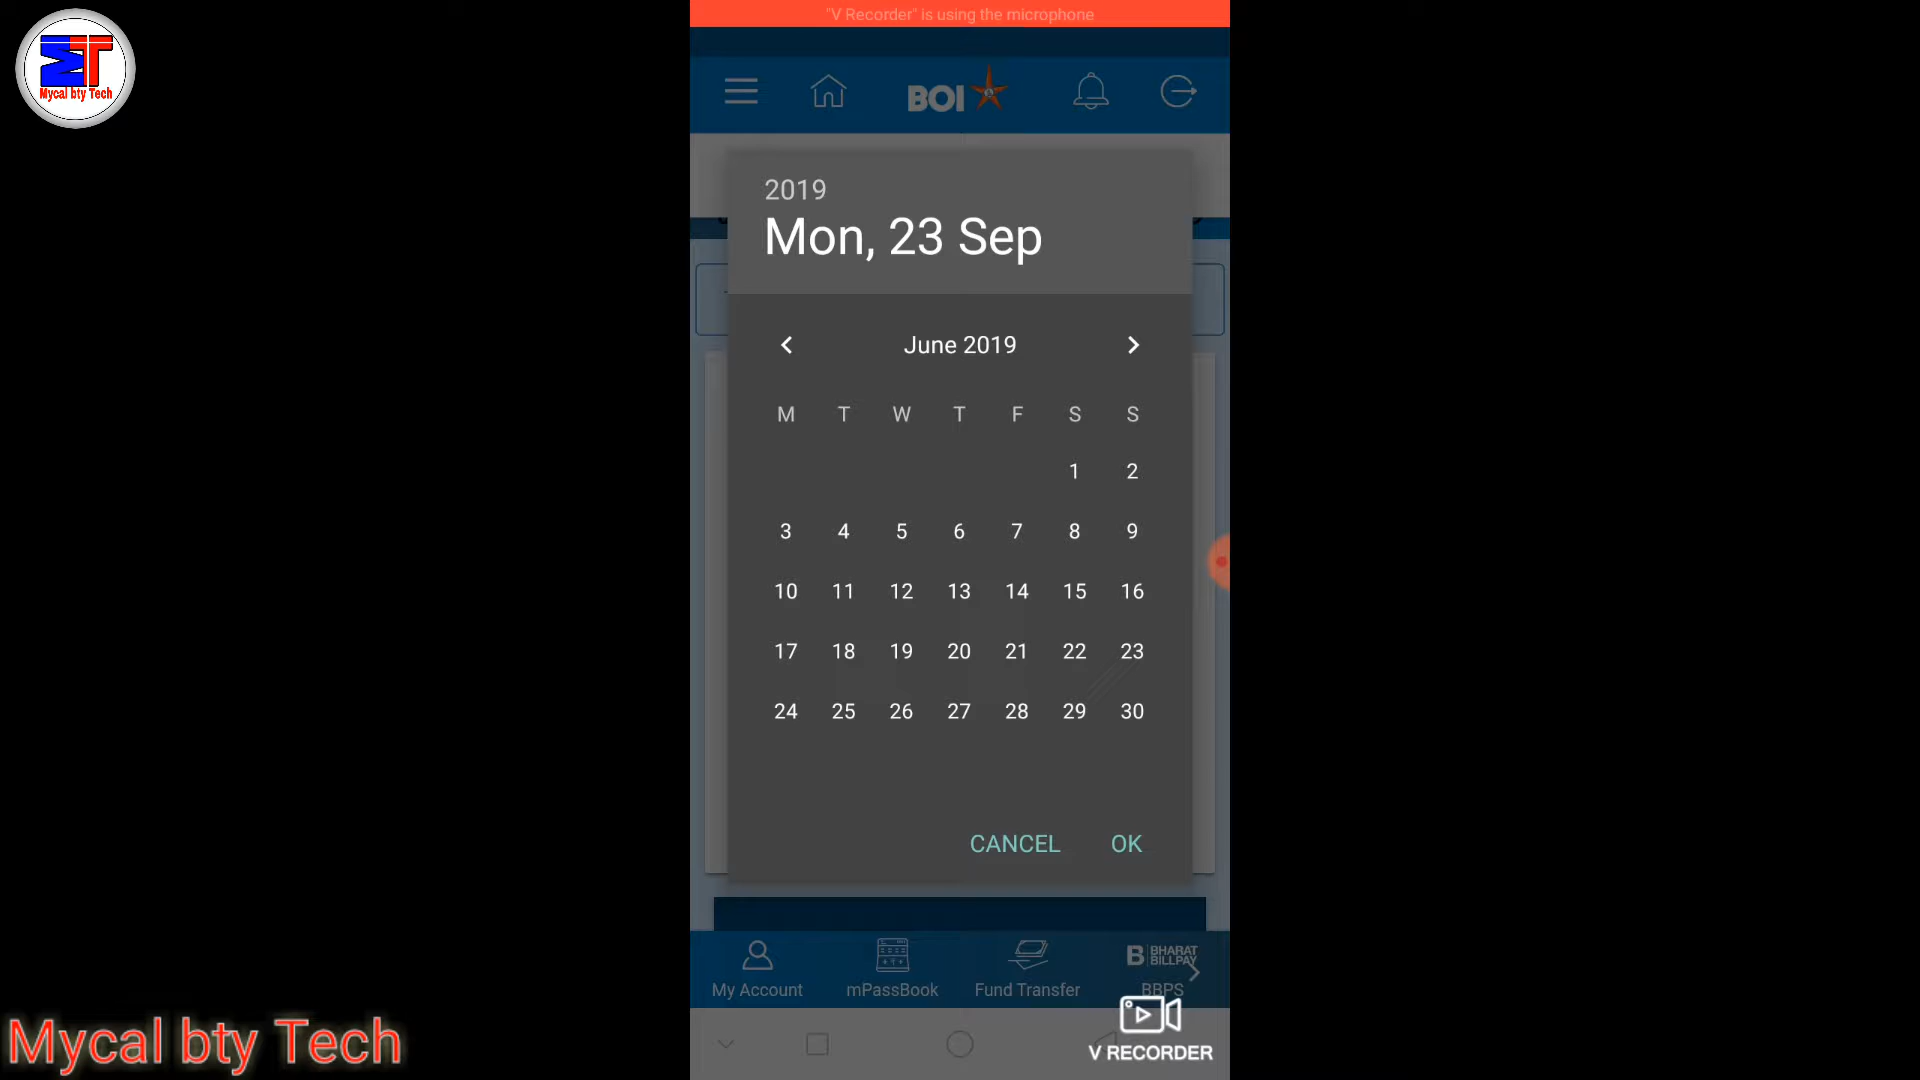 "V Recorder" is using the microphone
MT
Mycal bty Tech
BOI
2019
Mon, 23 Sep
June 2019
M T W T F S S
1 2
3 4 5 6 7 8 9
10 11 12 13 14 15 16
17 18 19 20 21 22 23
24 25 26 27 28 29 30
CANCEL OK
B BHARAT BILLPAY
My Account mPassBook Fund Transfer BBPS
Mycal bty Tech
V RECORDER